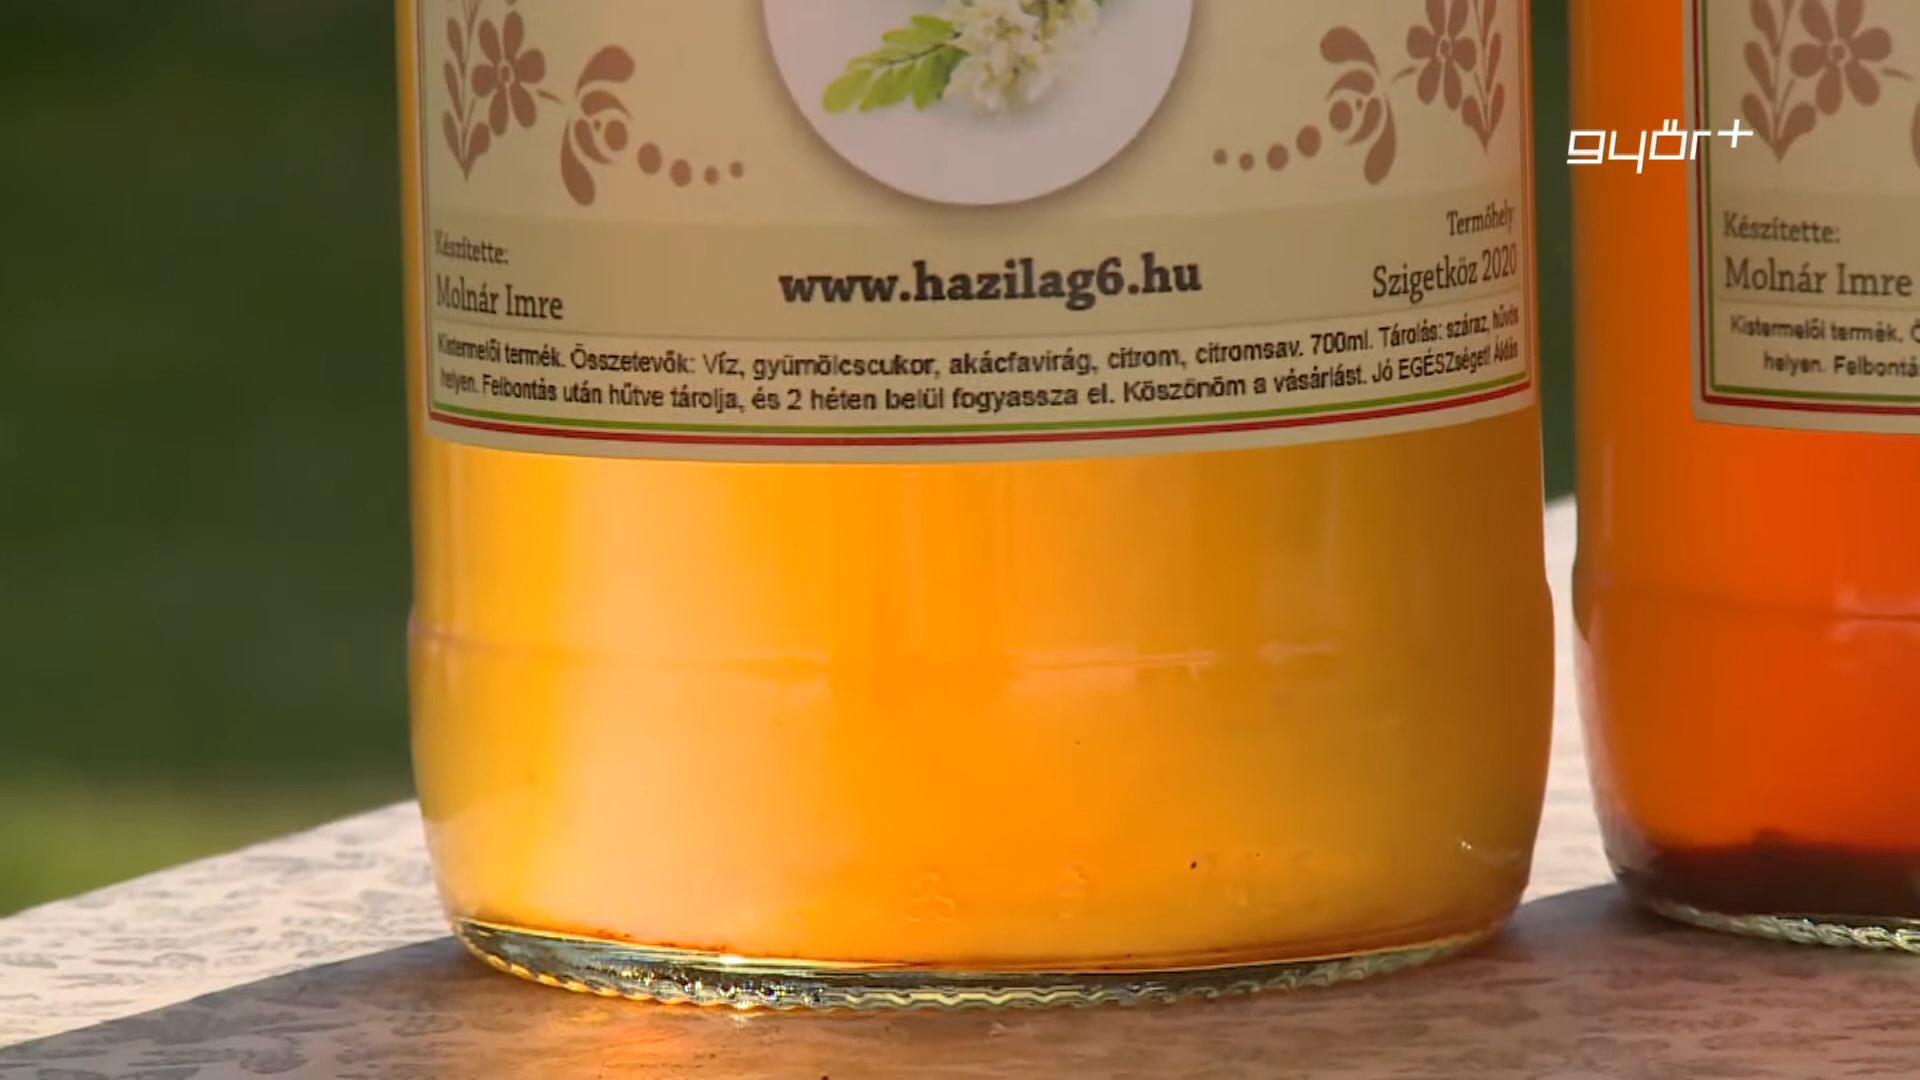 győr+
Készítette:
Molnár Imre
www.hazilag6.hu
Termőhely:
Szigetköz 2020
Kistermelői termék. Összetevők: Víz, gyümölcscukor, akácfavirág, citrom, citromsav. 700ml. Tárolás: száraz, hűvös
helyen. Felbontás után hűtve tárolja, és 2 héten belül fogyassza el. Köszönöm a vásárlást. Jó EGÉSZséget! Áldás
Készítette:
Molnár Imre
Kistermelői termék.
helyen. Felbontá